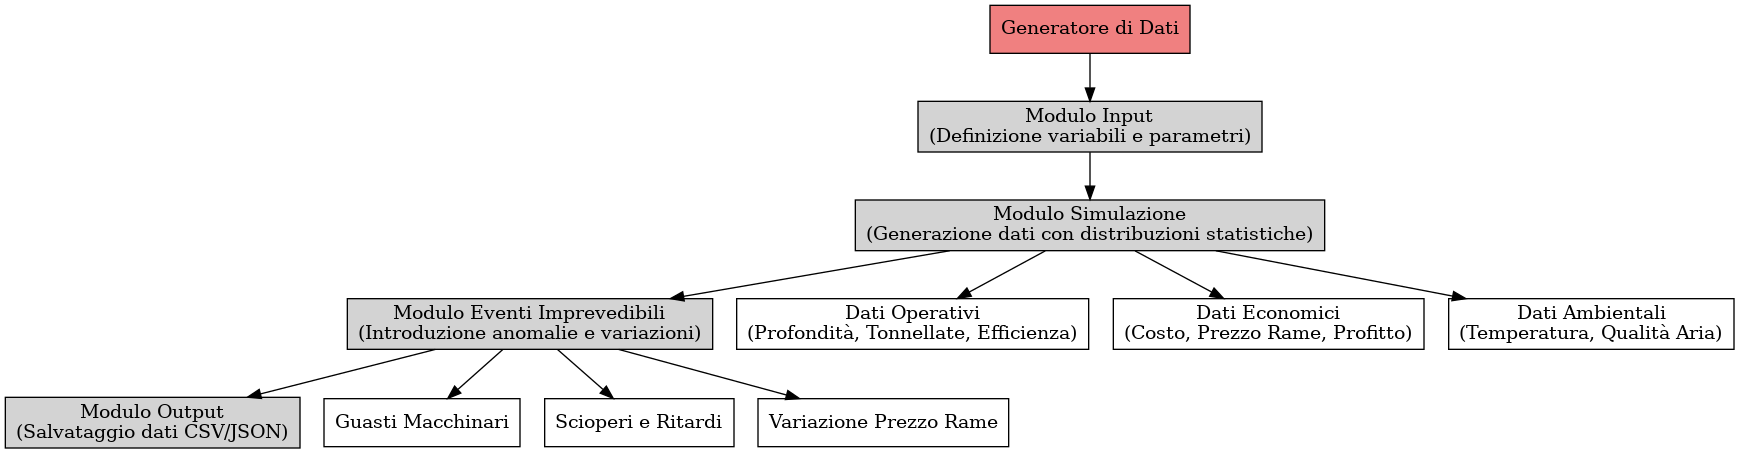 Generatore di Dati
Modulo Input
(Definizione variabili e parametri)
Modulo Simulazione
(Generazione dati con distribuzioni statistiche)
Modulo Eventi Imprevedibili
(Introduzione anomalie e variazioni)
Dati Operativi
(Profondità, Tonnellate, Efficienza)
Dati Economici
(Costo, Prezzo Rame, Profitto)
Dati Ambientali
(Temperatura, Qualità Aria)
Modulo Output
(Salvataggio dati CSV/JSON)
Guasti Macchinari
Scioperi e Ritardi
Variazione Prezzo Rame